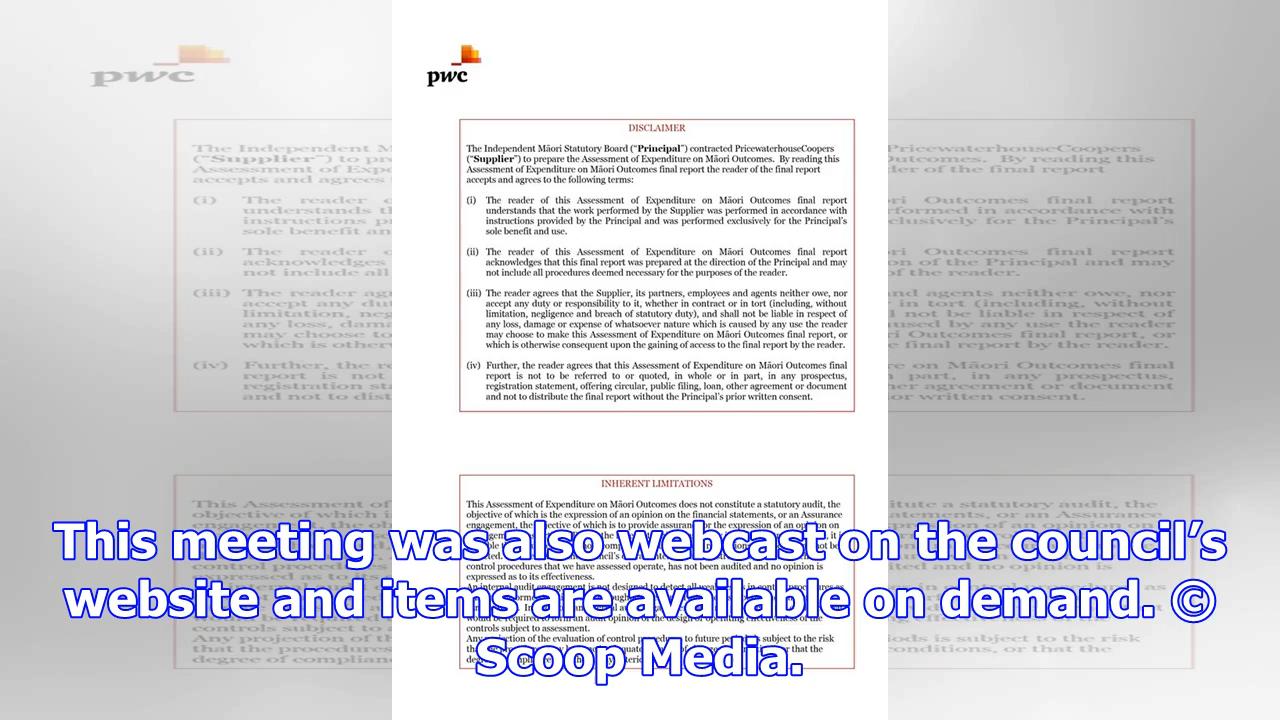 pwc
DISCLAIMER
The Independent Māori Statutory Board (“Principal”) contracted PricewaterhouseCoopers
(“Supplier”) to prepare the Assessment of Expenditure on Māori Outcomes. By reading this
Assessment of Expenditure on Māori Outcomes final report the reader of the final report
accepts and agrees to the following terms:
(i) The reader of this Assessment of Expenditure on Māori Outcomes final report
understands that the work performed by the Supplier was performed in accordance with
instructions provided by the Principal and was performed exclusively for the Principal’s
sole benefit and use.
(ii) The reader of this Assessment of Expenditure on Māori Outcomes final report
acknowledges that this final report was prepared at the direction of the Principal and may
not include all procedures deemed necessary for the purposes of the reader.
(iii) The reader agrees that the Supplier, its partners, employees and agents neither owe, nor
accept any duty or responsibility to it, whether in contract or in tort (including, without
limitation, negligence and breach of statutory duty), and shall not be liable in respect of
any loss, damage or expense of whatsoever nature which is caused by any use the reader
may choose to make this Assessment of Expenditure on Māori Outcomes final report, or
which is otherwise consequent upon the gaining of access to the final report by the reader.
(iv) Further, the reader agrees that this Assessment of Expenditure on Māori Outcomes final
report is not to be referred to or quoted, in whole or in part, in any prospectus,
registration statement, offering circular, public filing, loan, other agreement or document
and not to distribute the final report without the Principal’s prior written consent.
INHERENT LIMITATIONS
This Assessment of Expenditure on Māori Outcomes does not constitute a statutory audit, the
objective of which is the expression of an opinion on the financial statements, or an Assurance
control procedures that we have assessed operate, has not been audited and no opinion is
expressed as to its effectiveness.
controls subject to assessment.
This meeting was also webcast on the council’s
website and items are available on demand. ©
Scoop Media.